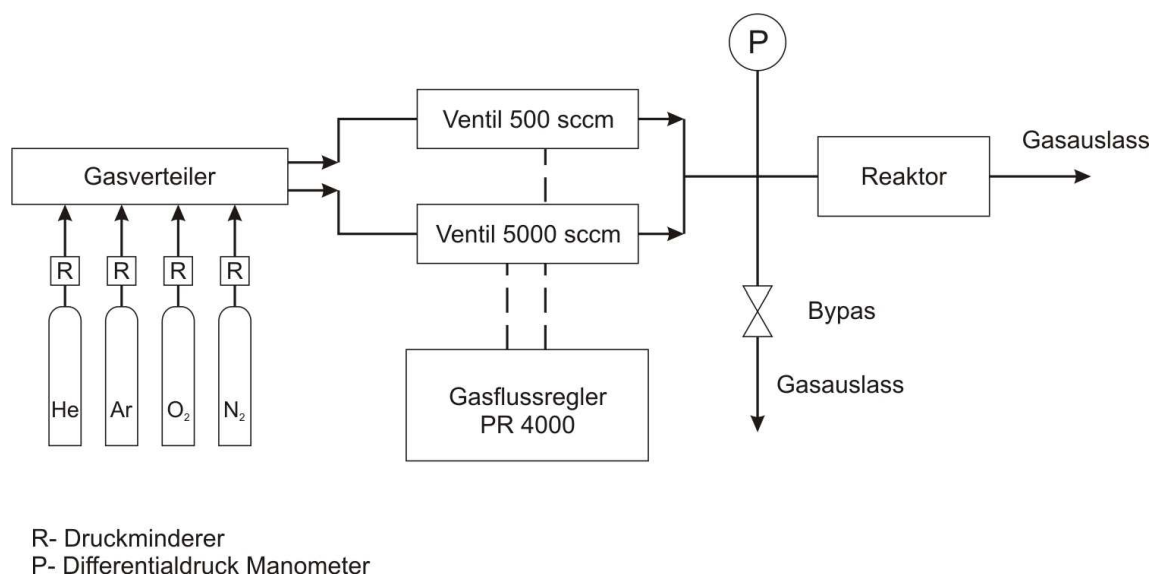 P
Ventil 500 sccm
Gasauslass
Gasverteiler
Reaktor
Ventil 5000 sccm
R R R R
Bypas
Gasauslass
He Ar O₂ N₂
Gasflussregler
PR 4000
R- Druckminderer
P- Differentialdruck Manometer